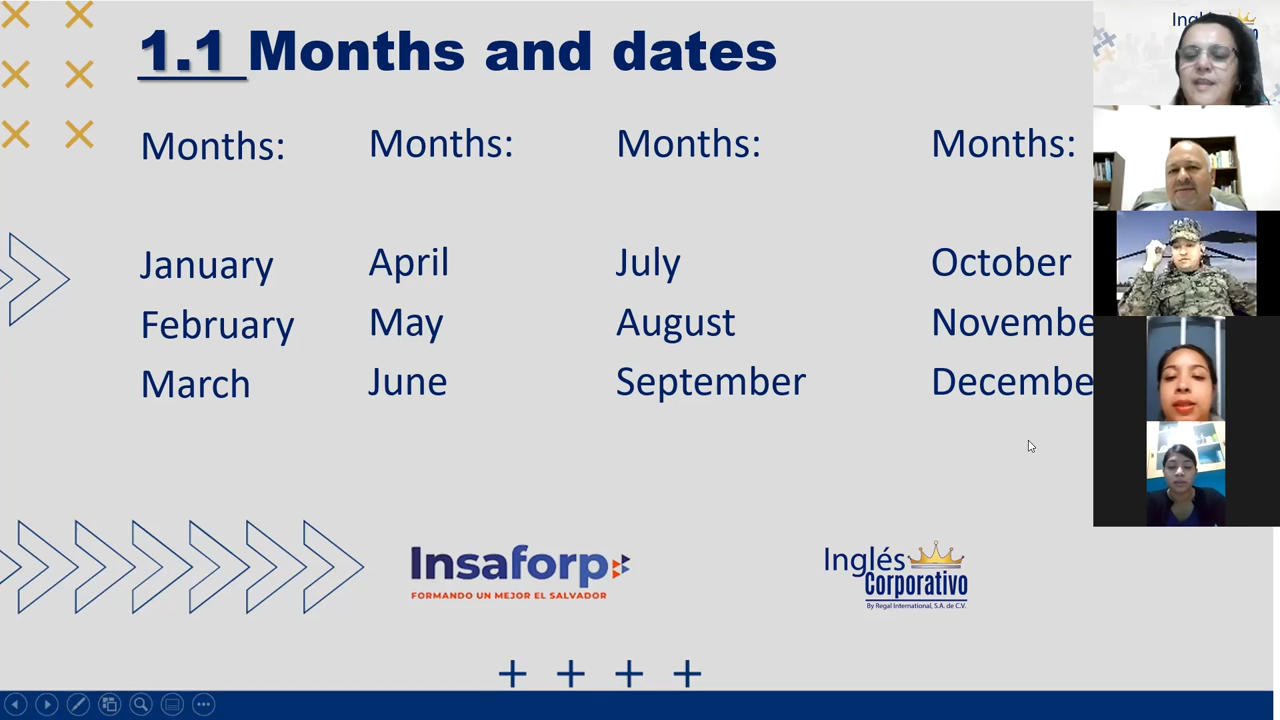 1.1 Months and dates
Months:
January
February
March
Months:
April
May
June
Months:
July
August
September
Months:
October
Novembe
Decembe
Insaforp
FORMANDO UN MEJOR EL SALVADOR
Inglés
Corporativo
By Regal International, S.A. de C.V.